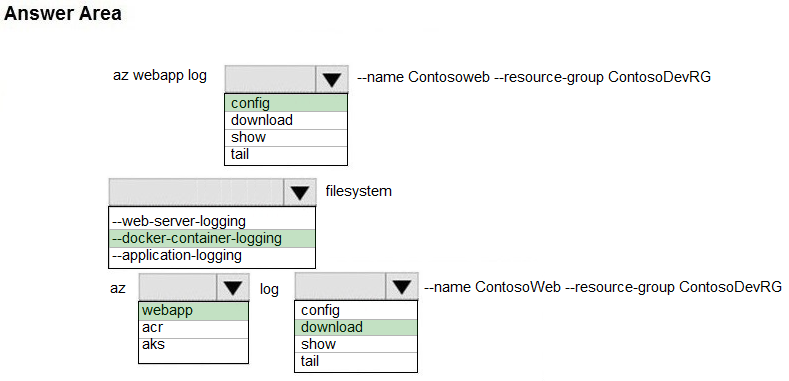 Answer Area
az webapp log --name Contosoweb --resource-group ContosoDevRG
config
download
show
tail
filesystem
--web-server-logging
--docker-container-logging
--application-logging
az log --name ContosoWeb --resource-group ContosoDevRG
webapp
acr
aks
config
download
show
tail